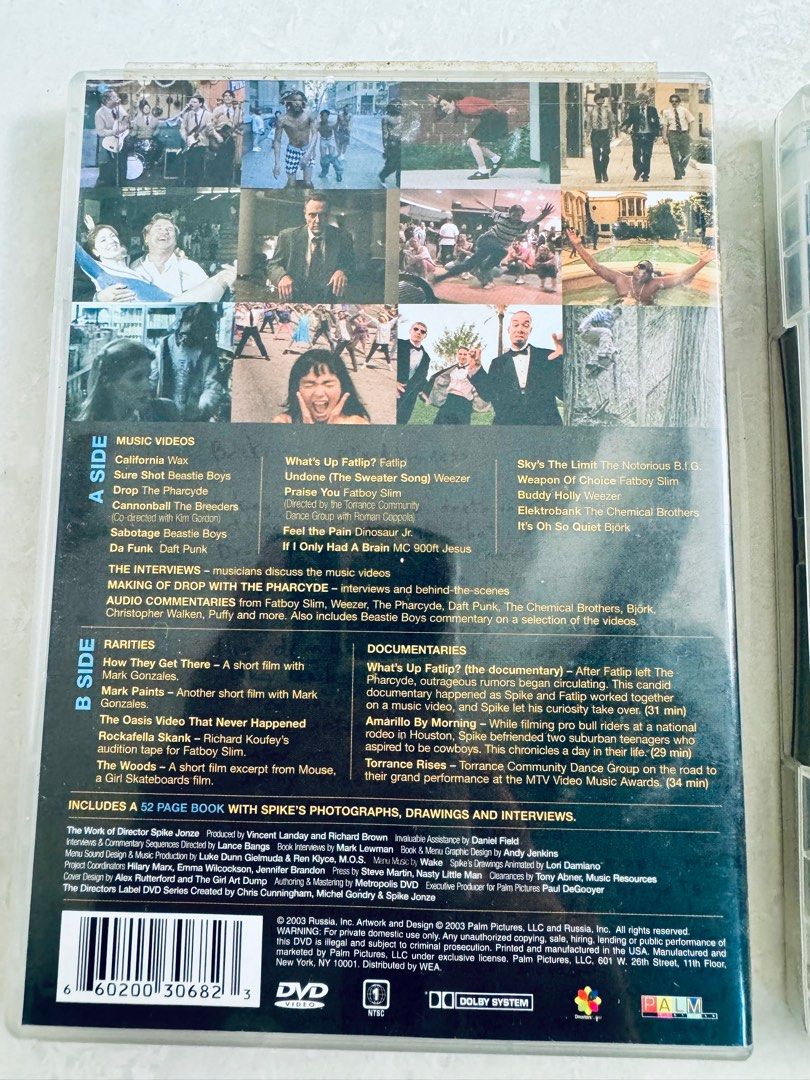 A SIDE
MUSIC VIDEOS
California Wax
Sure Shot Beastie Boys
Drop The Pharcyde
Cannonball The Breeders
(Co-directed with Kim Gordon)
Sabotage Beastie Boys
Da Funk Daft Punk
What's Up Fatlip? Fatlip
Undone (The Sweater Song) Weezer
Praise You Fatboy Slim
(Directed by the Torrance Community
Dance Group with Roman Coppola)
Feel the Pain Dinosaur Jr.
If I Only Had A Brain MC 900ft Jesus
Sky's The Limit The Notorious B.I.G.
Weapon Of Choice Fatboy Slim
Buddy Holly Weezer
Elektrobank The Chemical Brothers
It's Oh So Quiet Björk
THE INTERVIEWS – musicians discuss the music videos
MAKING OF DROP WITH THE PHARCYDE – interviews and behind-the-scenes
AUDIO COMMENTARIES from Fatboy Slim, Weezer, The Pharcyde, Daft Punk, The Chemical Brothers, Björk,
Christopher Walken, Puffy and more. Also includes Beastie Boys commentary on a selection of the videos.
B SIDE
RARITIES
How They Get There – A short film with
Mark Gonzales.
Mark Paints – Another short film with Mark
Gonzales.
The Oasis Video That Never Happened
Rockafella Skank – Richard Koufey's
audition tape for Fatboy Slim.
The Woods – A short film excerpt from Mouse,
a Girl Skateboards film.
DOCUMENTARIES
What's Up Fatlip? (the documentary) – After Fatlip left The
Pharcyde, outrageous rumors began circulating. This candid
documentary happened as Spike and Fatlip worked together
on a music video, and Spike let his curiosity take over. (31 min)
Amarillo By Morning – While filming pro bull riders at a national
rodeo in Houston, Spike befriended two suburban teenagers who
aspired to be cowboys. This chronicles a day in their life. (29 min)
Torrance Rises – Torrance Community Dance Group on the road to
their grand performance at the MTV Video Music Awards. (34 min)
INCLUDES A 52 PAGE BOOK WITH SPIKE'S PHOTOGRAPHS, DRAWINGS AND INTERVIEWS.
The Work of Director Spike Jonze Produced by Vincent Landay and Richard Brown Invaluable Assistance by Daniel Field
Interviews & Commentary Sequences Directed by Lance Bangs Book Interviews by Mark Lewman Book & Menu Graphic Design by Andy Jenkins
Menu Sound Design & Music Production by Luke Dunn Gielmuda & Ren Klyce, M.O.S. Menu Music by Wake Spike's Drawings Animated by Lori Damiano
Project Coordinators Hilary Marx, Emma Wilcockson, Jennifer Brandon Press by Steve Martin, Nasty Little Man Clearances by Tony Abner, Music Resources
Cover Design by Alex Rutterford and The Girl Art Dump Authoring & Mastering by Metropolis DVD Executive Producer for Palm Pictures Paul DeGooyer
The Directors Label DVD Series Created by Chris Cunningham, Michel Gondry & Spike Jonze
© 2003 Russia, Inc. Artwork and Design © 2003 Palm Pictures, LLC and Russia, Inc. All rights reserved.
WARNING: For private domestic use only. Any unauthorized copying, sale, hiring, lending or public performance of
this DVD is illegal and subject to criminal prosecution. Printed and manufactured in the USA. Manufactured and
marketed by Palm Pictures, LLC under exclusive license. Palm Pictures, LLC, 601 W. 26th Street, 11th Floor,
New York, NY 10001. Distributed by WEA.
6 60200 30682 3
DVD
VIDEO
1
NTSC
DOLBY SYSTEM
PALM